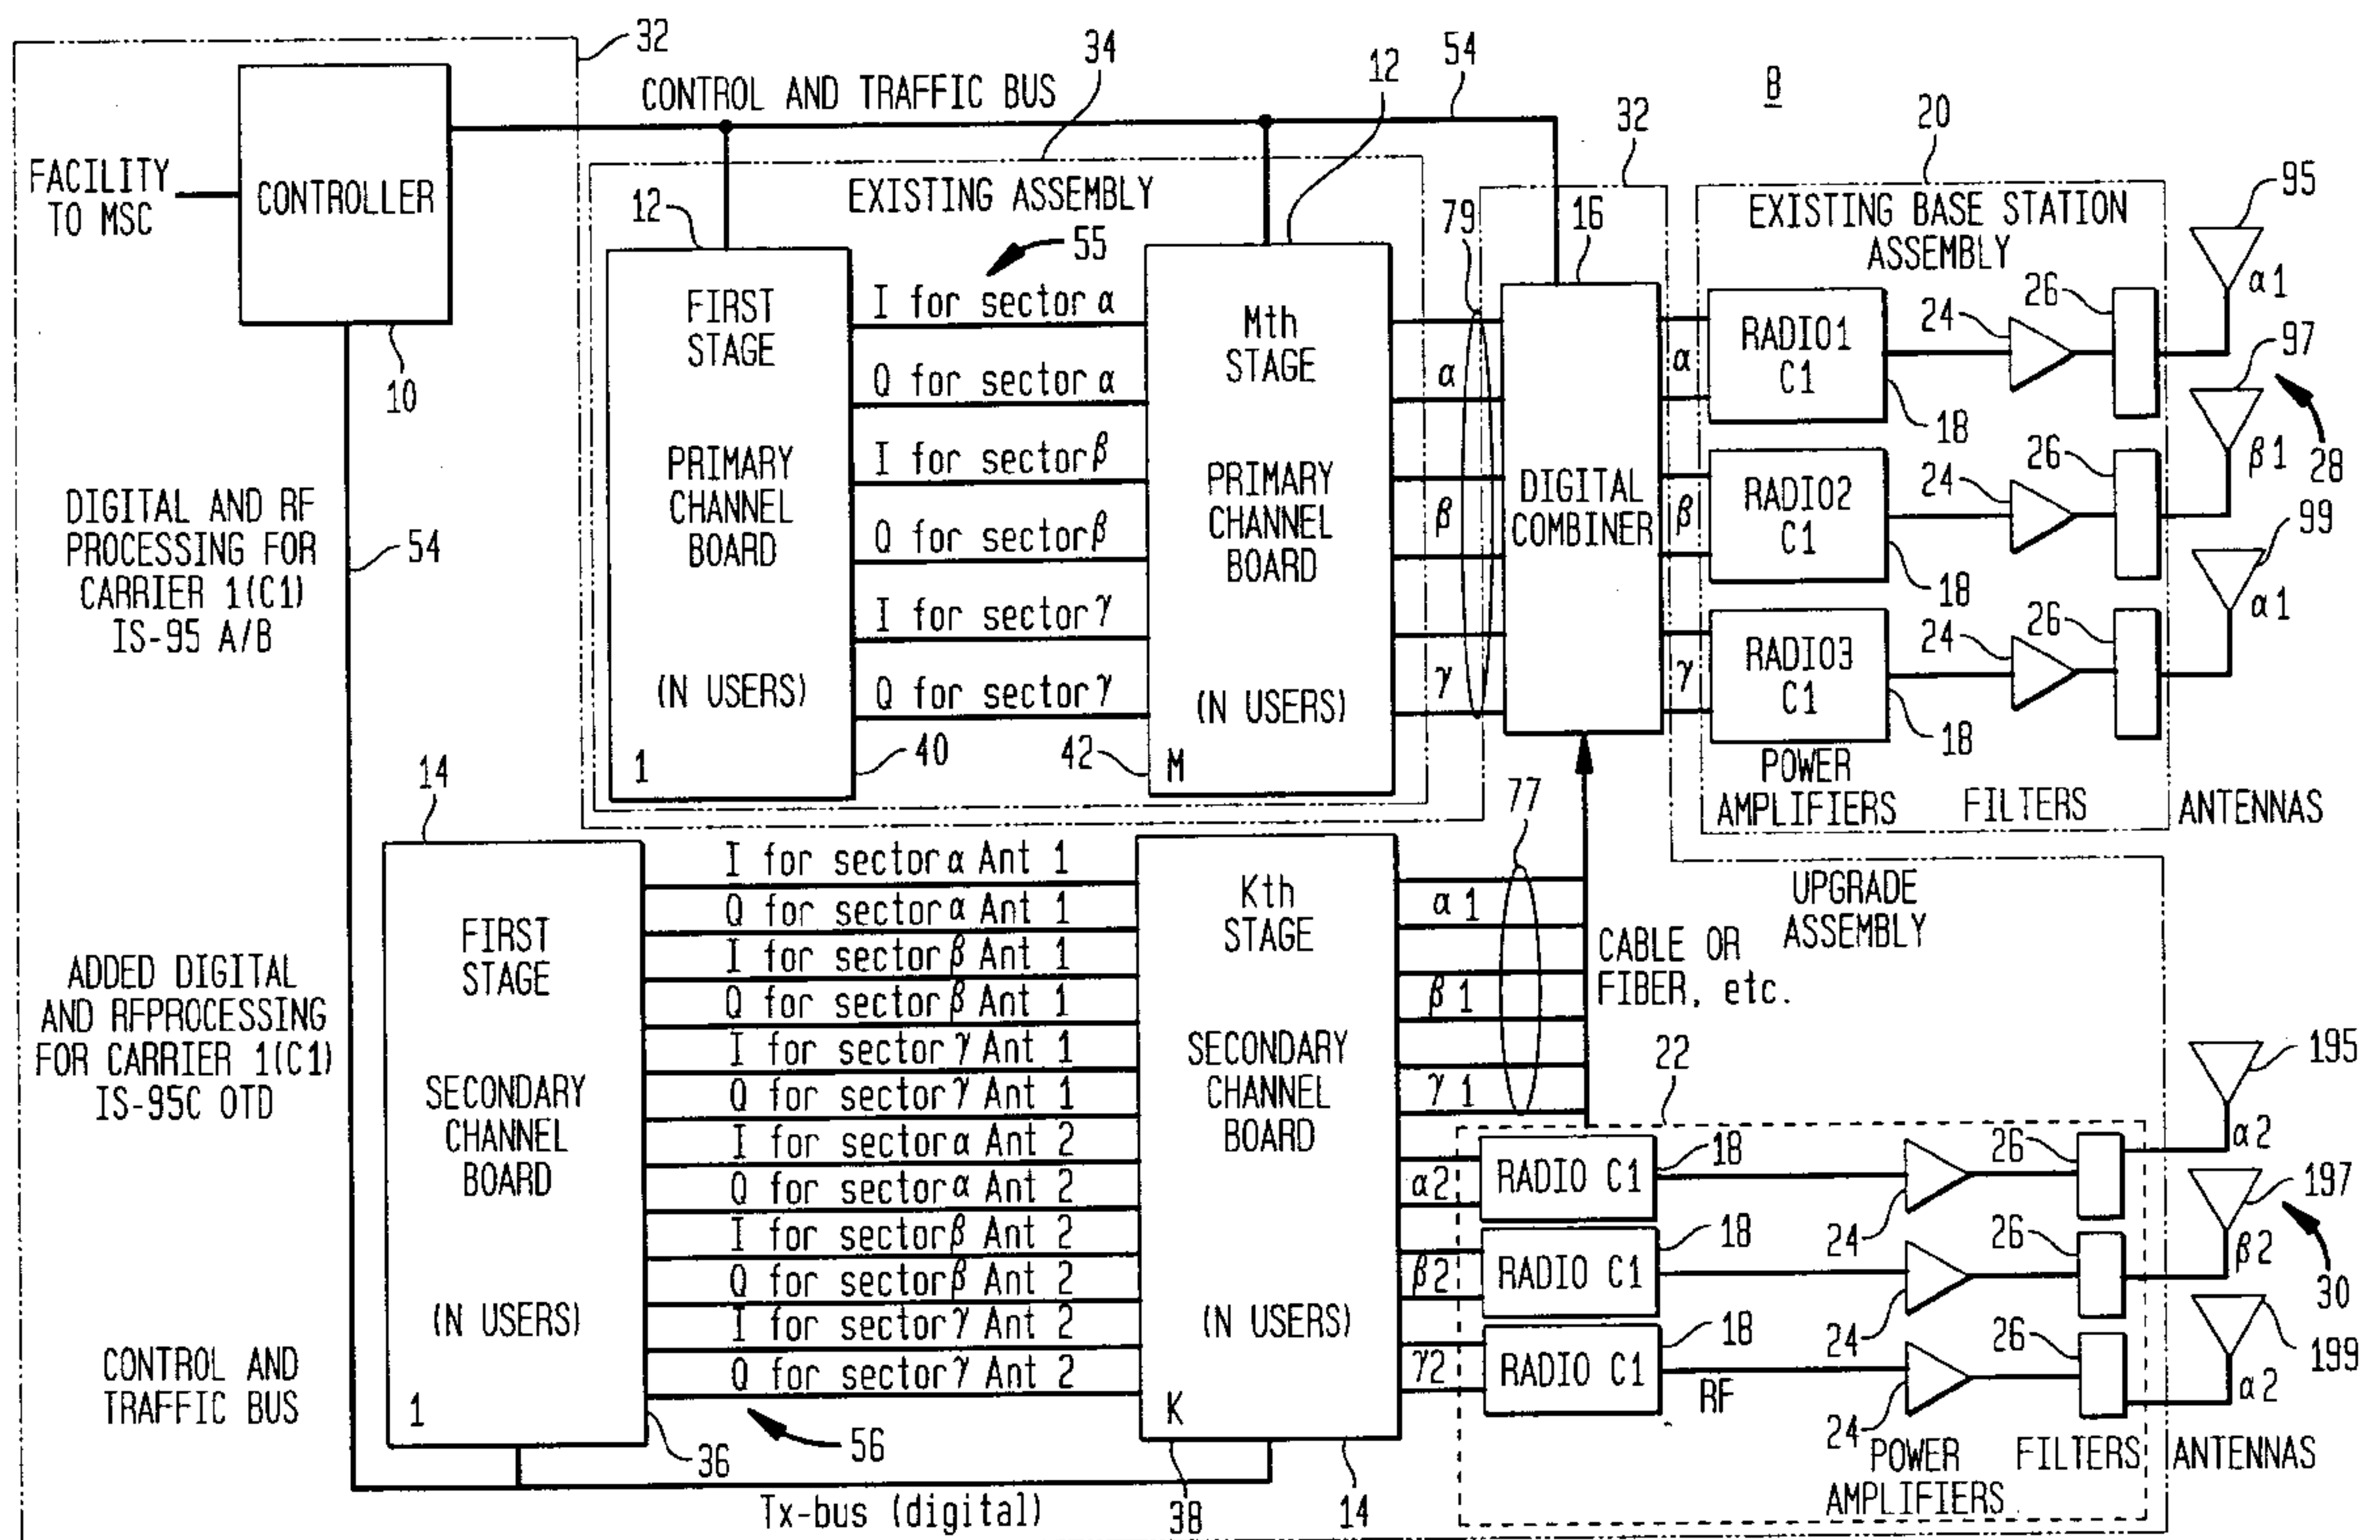 32
34
12
54
B
CONTROL AND TRAFFIC BUS
32
20
FACILITY
TO MSC
CONTROLLER
10
EXISTING ASSEMBLY
12
55
79
16
EXISTING BASE STATION
ASSEMBLY
95
α1
97
β1
28
99
α1
FIRST
STAGE
PRIMARY
CHANNEL
BOARD
(N USERS)
1
40
I for sector α
Q for sector α
I for sector β
Q for sector β
I for sector γ
Q for sector γ
Mth
STAGE
PRIMARY
CHANNEL
BOARD
(N USERS)
M
42
α
β
γ
DIGITAL
COMBINER
α
β
γ
RADIO1
C1
18
24
26
RADIO2
C1
18
24
26
RADIO3
C1
18
24
26
POWER
AMPLIFIERS
FILTERS
ANTENNAS
DIGITAL AND RF
PROCESSING FOR
CARRIER 1(C1)
IS-95 A/B
54
14
FIRST
STAGE
SECONDARY
CHANNEL
BOARD
(N USERS)
1
36
I for sector α Ant 1
Q for sector α Ant 1
I for sector β Ant 1
Q for sector β Ant 1
I for sector γ Ant 1
Q for sector γ Ant 1
I for sector α Ant 2
Q for sector α Ant 2
I for sector β Ant 2
Q for sector β Ant 2
I for sector γ Ant 2
Q for sector γ Ant 2
56
Kth
STAGE
SECONDARY
CHANNEL
BOARD
(N USERS)
K
38
14
77
α1
β1
γ1
α2
β2
γ2
CABLE OR
FIBER, etc.
UPGRADE
ASSEMBLY
22
RADIO C1
18
24
26
RADIO C1
18
24
26
RADIO C1
18
RF
24
26
195
α2
197
β2
30
199
α2
POWER
AMPLIFIERS
FILTERS
ANTENNAS
ADDED DIGITAL
AND RFPROCESSING
FOR CARRIER 1(C1)
IS-95C OTD
CONTROL AND
TRAFFIC BUS
Tx-bus (digital)